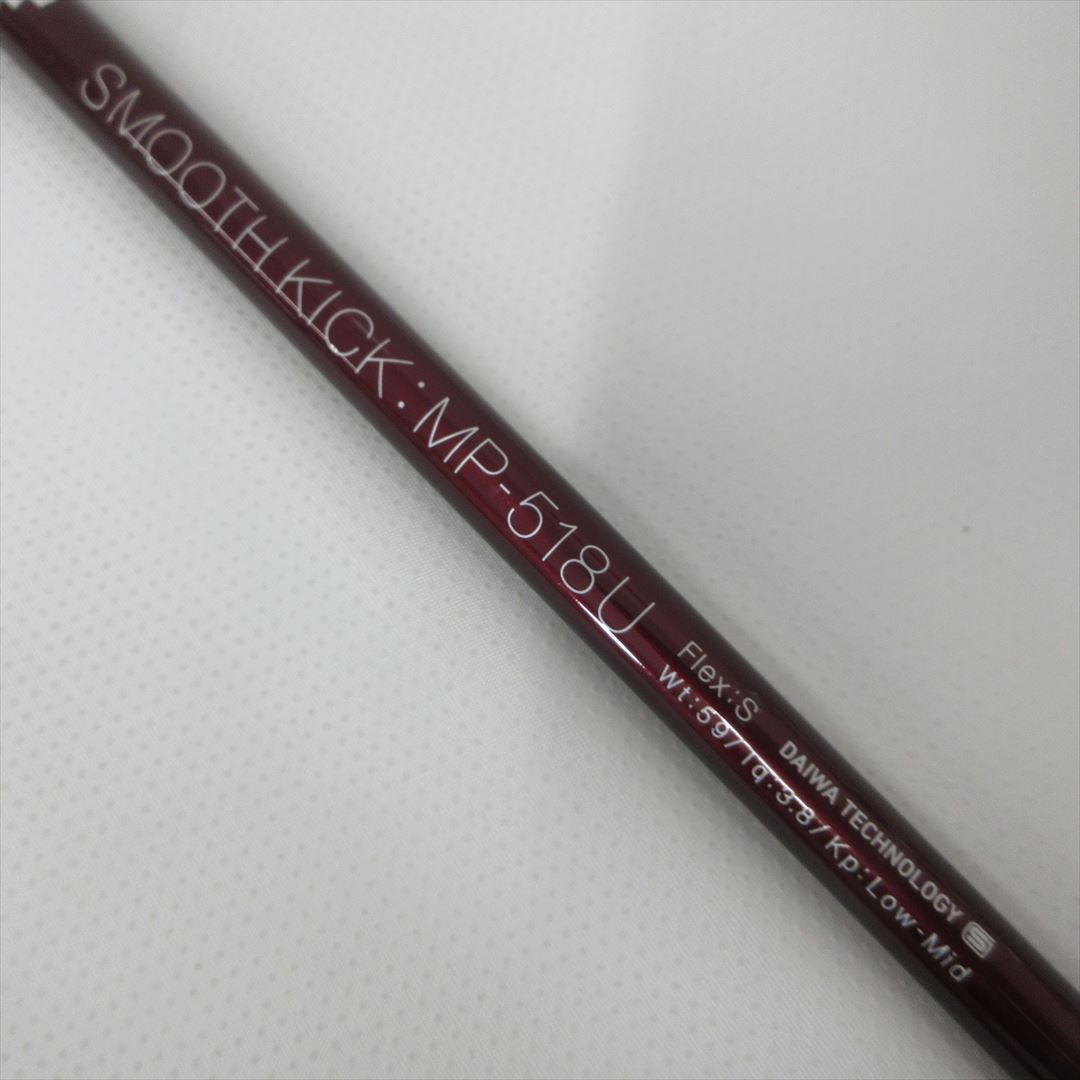 SMOOTH KICK: MP-518U
Flex:S
Wt:59/Tq:3.8/Kp:Low-Mid
DAIWA TECHNOLOGY